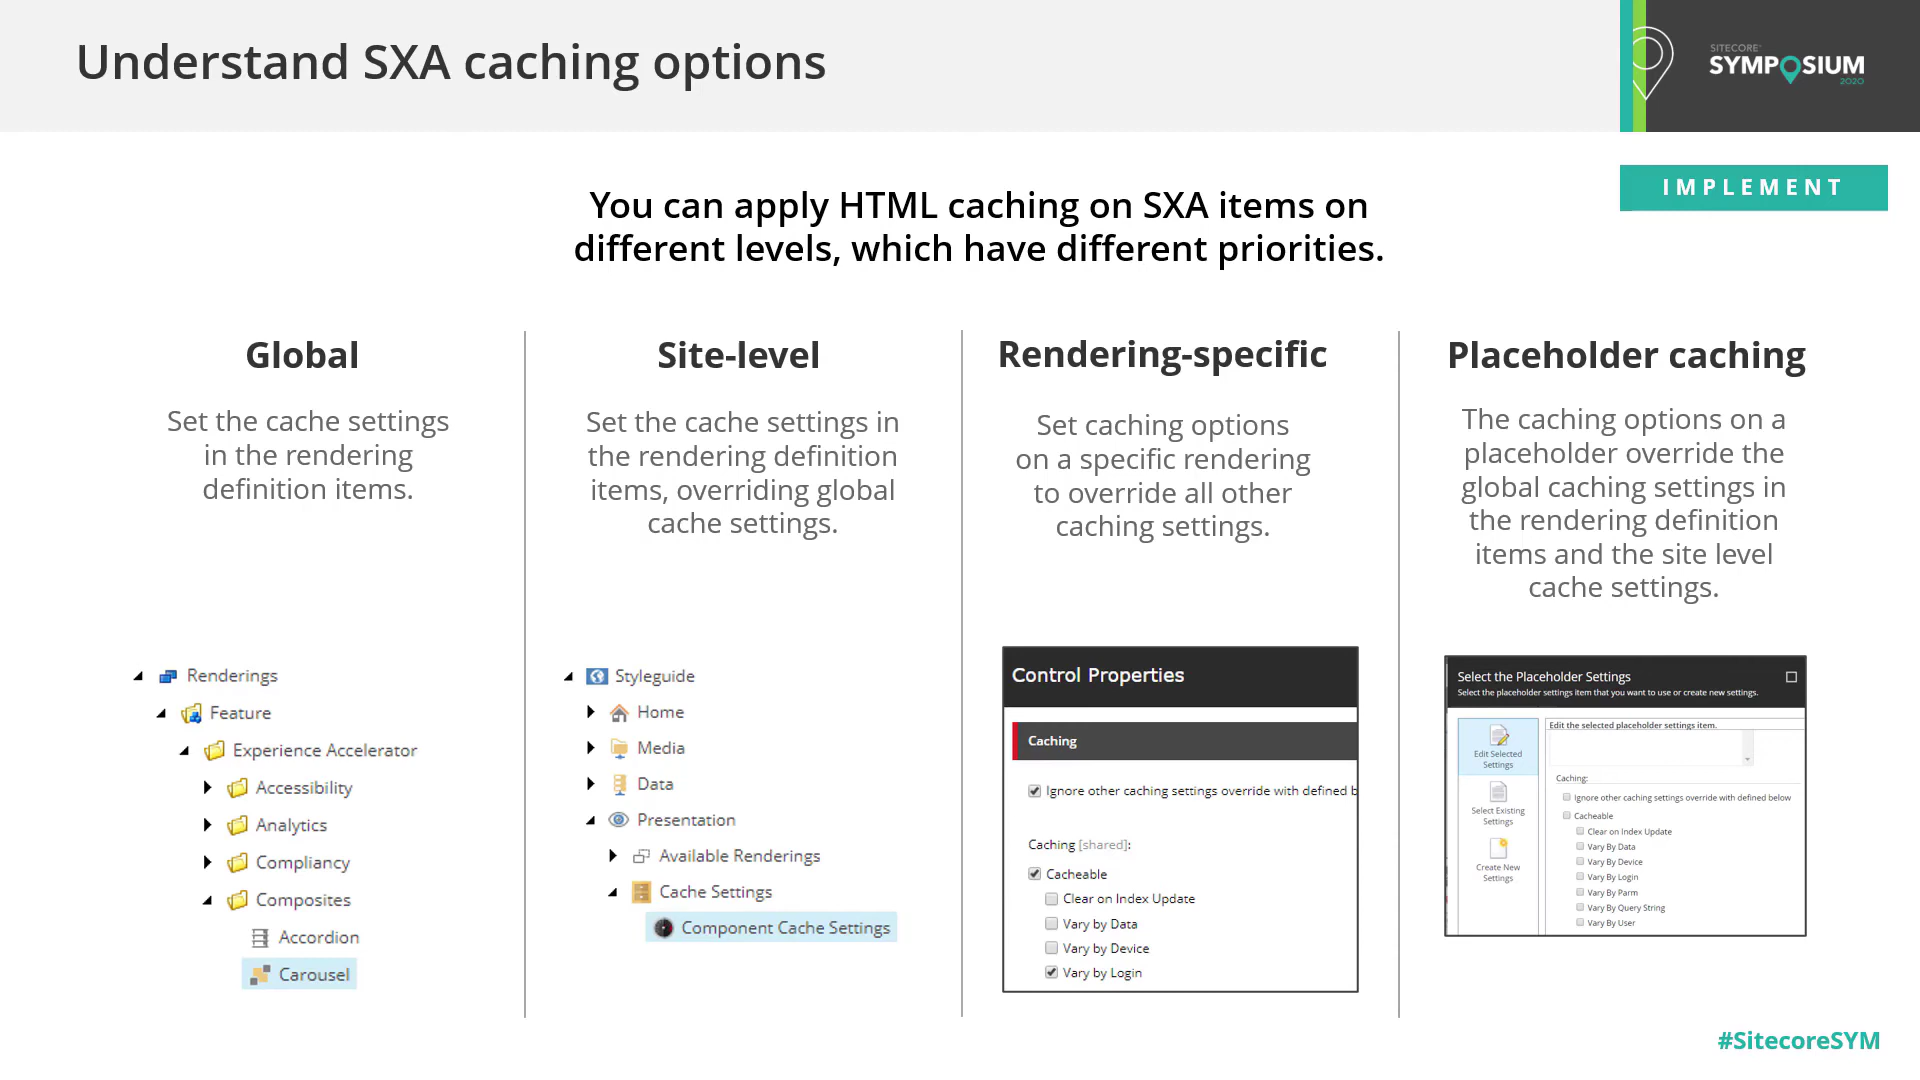 Understand SXA caching options
SITECORE
SYMPOSIUM
2020
IMPLEMENT
You can apply HTML caching on SXA items on
different levels, which have different priorities.
Global
Set the cache settings
in the rendering
definition items.
Renderings
Feature
Experience Accelerator
Accessibility
Analytics
Compliancy
Composites
Accordion
Carousel
Site-level
Set the cache settings in
the rendering definition
items, overriding global
cache settings.
Styleguide
Home
Media
Data
Presentation
Available Renderings
Cache Settings
Component Cache Settings
Rendering-specific
Set caching options
on a specific rendering
to override all other
caching settings.
Control Properties
Caching
Ignore other caching settings override with defined b
Caching [shared]:
Cacheable
Clear on Index Update
Vary by Data
Vary by Device
Vary by Login
Placeholder caching
The caching options on a
placeholder override the
global caching settings in
the rendering definition
items and the site level
cache settings.
Select the Placeholder Settings
Select the placeholder settings item that you want to use or create new settings.
Edit Selected
Settings
Select Existing
Settings
Create New
Settings
Edit the selected placeholder settings item.
Caching:
Ignore other caching settings override with defined below
Cacheable
Clear on Index Update
Vary By Data
Vary By Device
Vary By Login
Vary By Parm
Vary By Query String
Vary By User
#SitecoreSYM